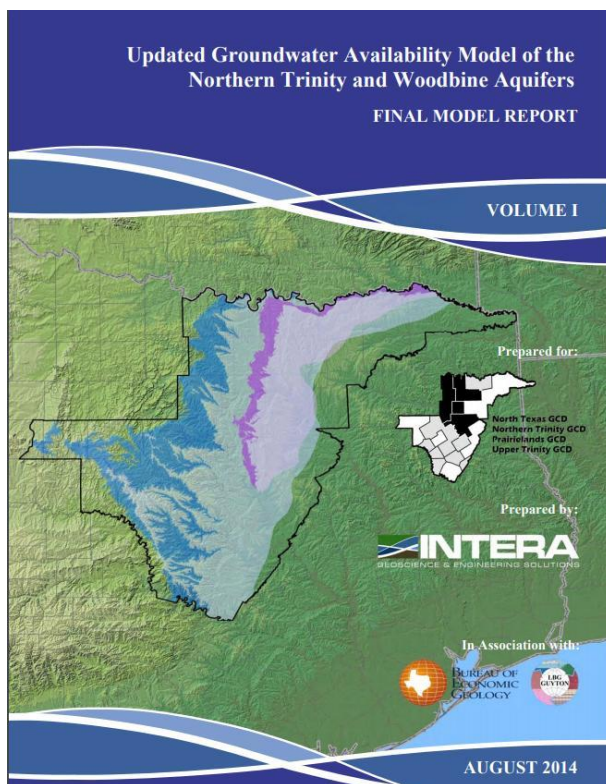 Updated Groundwater Availability Model of the
Northern Trinity and Woodbine Aquifers
FINAL MODEL REPORT
VOLUME I
Prepared for:
North Texas GCD
Northern Trinity GCD
Prairielands GCD
Upper Trinity GCD
Prepared by:
INTERA
GEOSCIENCE & ENGINEERING SOLUTIONS
In Association with:
BUREAU OF
ECONOMIC
GEOLOGY
LBG
GUYTON
AUGUST 2014